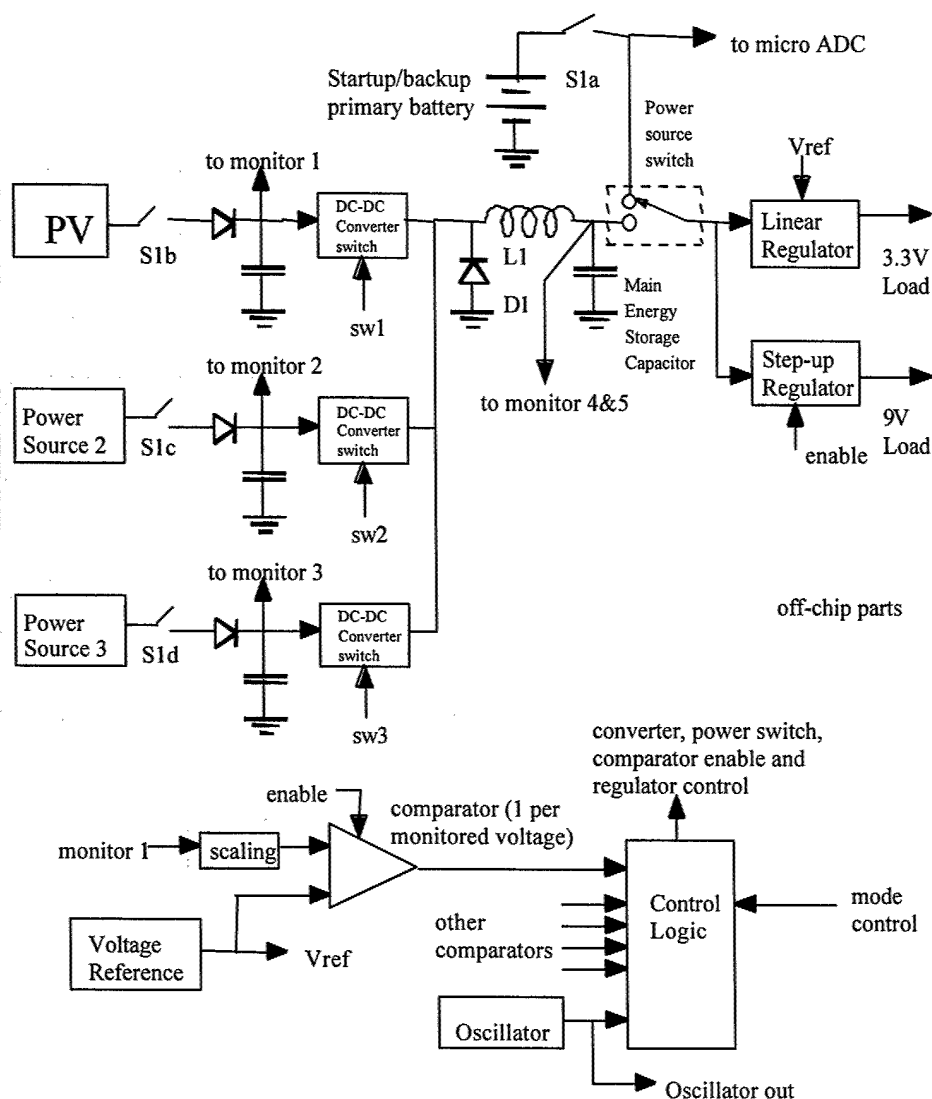 to micro ADC
Startup/backup
primary battery
S1a
Power
source
switch
Vref
to monitor 1
PV
S1b
DC-DC
Converter
switch
sw1
L1
D1
Main
Energy
Storage
Capacitor
Linear
Regulator
3.3V
Load
to monitor 4&5
Step-up
Regulator
9V
Load
enable
to monitor 2
Power
Source 2
S1c
DC-DC
Converter
switch
sw2
to monitor 3
Power
Source 3
S1d
DC-DC
Converter
switch
sw3
off-chip parts
converter, power switch,
comparator enable and
regulator control
enable
comparator (1 per
monitored voltage)
monitor 1
scaling
Voltage
Reference
Vref
other
comparators
Control
Logic
mode
control
Oscillator
Oscillator out